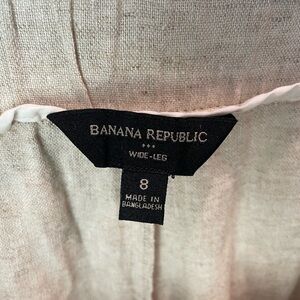 BANANA REPUBLIC
WIDE-LEG
8
MADE IN
BANGLADESH